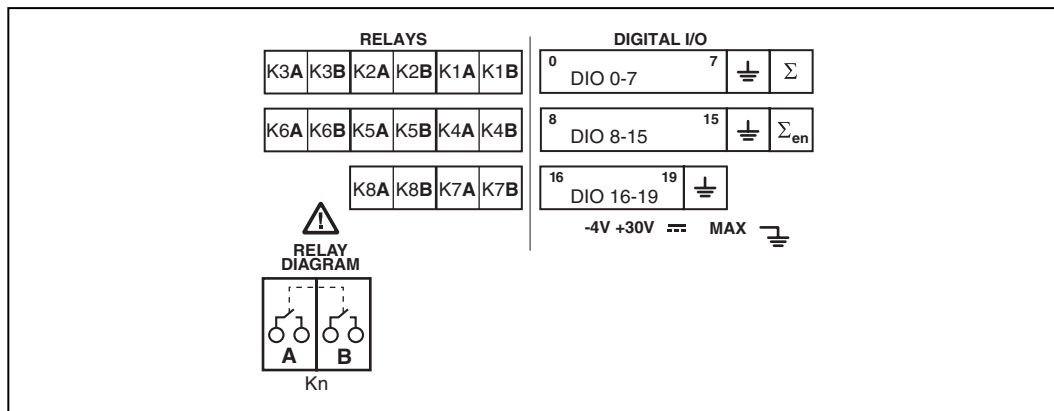 RELAYS
K3A K3B K2A K2B K1A K1B
K6A K6B K5A K5B K4A K4B
K8A K8B K7A K7B
RELAY
DIAGRAM
A B
Kn
DIGITAL I/O
0 DIO 0-7 7 Σ
8 DIO 8-15 15 Σen
16 DIO 16-19 19
-4V +30V MAX